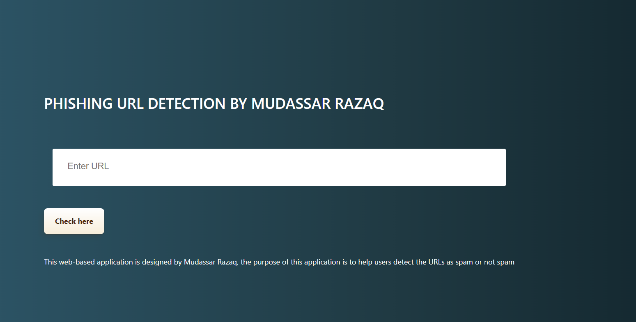 PHISHING URL DETECTION BY MUDASSAR RAZAQ
Enter URL
Check here
This web-based application is designed by Mudassar Razaq, the purpose of this application is to help users detect the URLs as spam or not spam